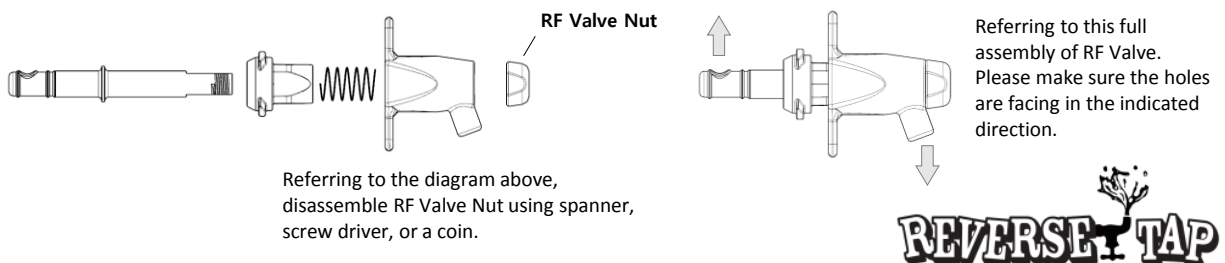 RF Valve Nut
Referring to the diagram above,
disassemble RF Valve Nut using spanner,
screw driver, or a coin.
Referring to this full
assembly of RF Valve.
Please make sure the holes
are facing in the indicated
direction.
REVERSE TAP